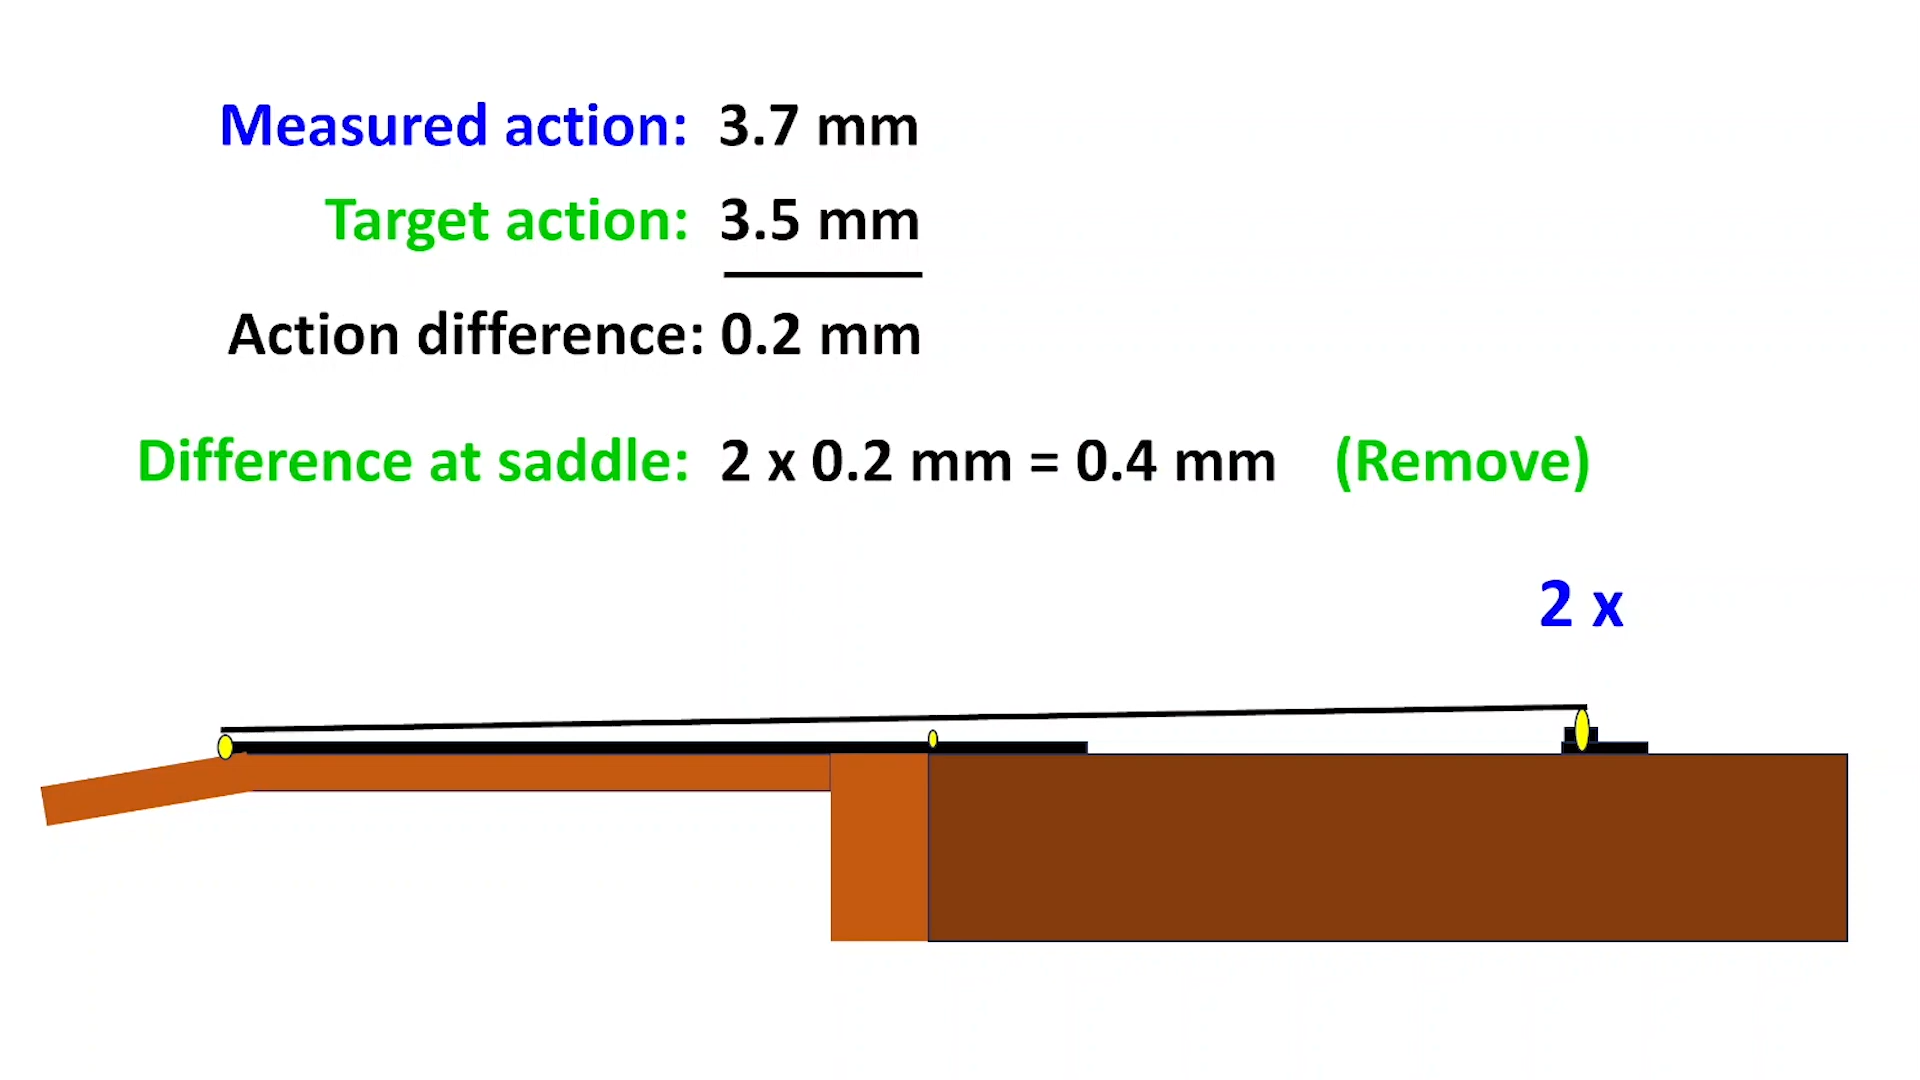 Measured action: 3.7 mm
Target action: 3.5 mm
Action difference: 0.2 mm
Difference at saddle: 2 x 0.2 mm = 0.4 mm (Remove)
2 x